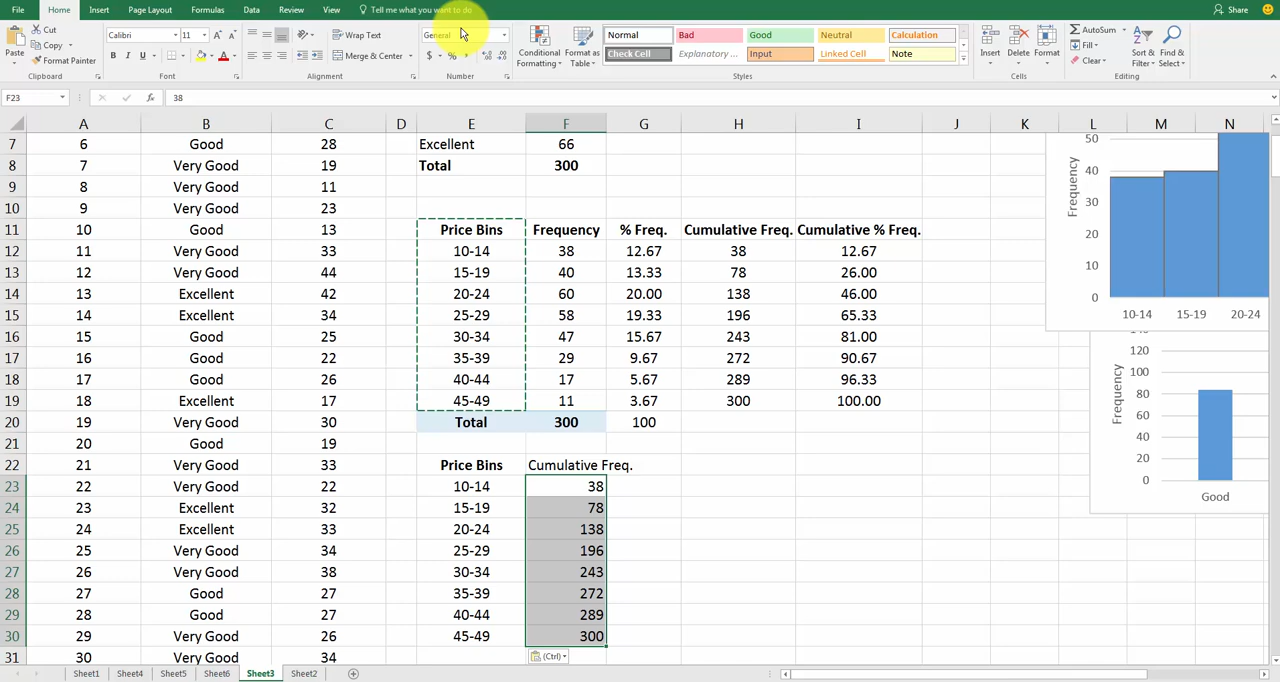 File Home Insert Page Layout Formulas Data Review View Tell me what you want to do Share
Cut Calibri 11 A A Wrap Text General Normal Bad Good Neutral Calculation AutoSum
Copy
Paste Format Painter B I U A Merge & Center $ % , Conditional Formatting Format as Table Check Cell Explanatory ... Input Linked Cell Note Insert Delete Format Fill Clear Sort & Filter Find & Select
Clipboard Font Alignment Number Styles Cells Editing
F23 fx 38
A B C D E F G H I J K L M N
7 6 Good 28 Excellent 66
8 7 Very Good 19 Total 300
9 8 Very Good 11
10 9 Very Good 23
11 10 Good 13 Price Bins Frequency % Freq. Cumulative Freq. Cumulative % Freq.
12 11 Very Good 33 10-14 38 12.67 38 12.67
13 12 Very Good 44 15-19 40 13.33 78 26.00
14 13 Excellent 42 20-24 60 20.00 138 46.00
15 14 Excellent 34 25-29 58 19.33 196 65.33
16 15 Good 25 30-34 47 15.67 243 81.00
17 16 Good 22 35-39 29 9.67 272 90.67
18 17 Good 26 40-44 17 5.67 289 96.33
19 18 Excellent 17 45-49 11 3.67 300 100.00
20 19 Very Good 30 Total 300 100
21 20 Good 19
22 21 Very Good 33 Price Bins Cumulative Freq.
23 22 Very Good 22 10-14 38
24 23 Excellent 32 15-19 78
25 24 Excellent 33 20-24 138
26 25 Very Good 34 25-29 196
27 26 Very Good 38 30-34 243
28 27 Good 27 35-39 272
29 28 Good 27 40-44 289
30 29 Very Good 26 45-49 300
31 30 Very Good 34
(Ctrl)
50
40
30
20
10
0
Frequency
10-14 15-19 20-24
120
100
80
60
40
20
0
Frequency
Good
Sheet1 Sheet4 Sheet5 Sheet6 Sheet3 Sheet2